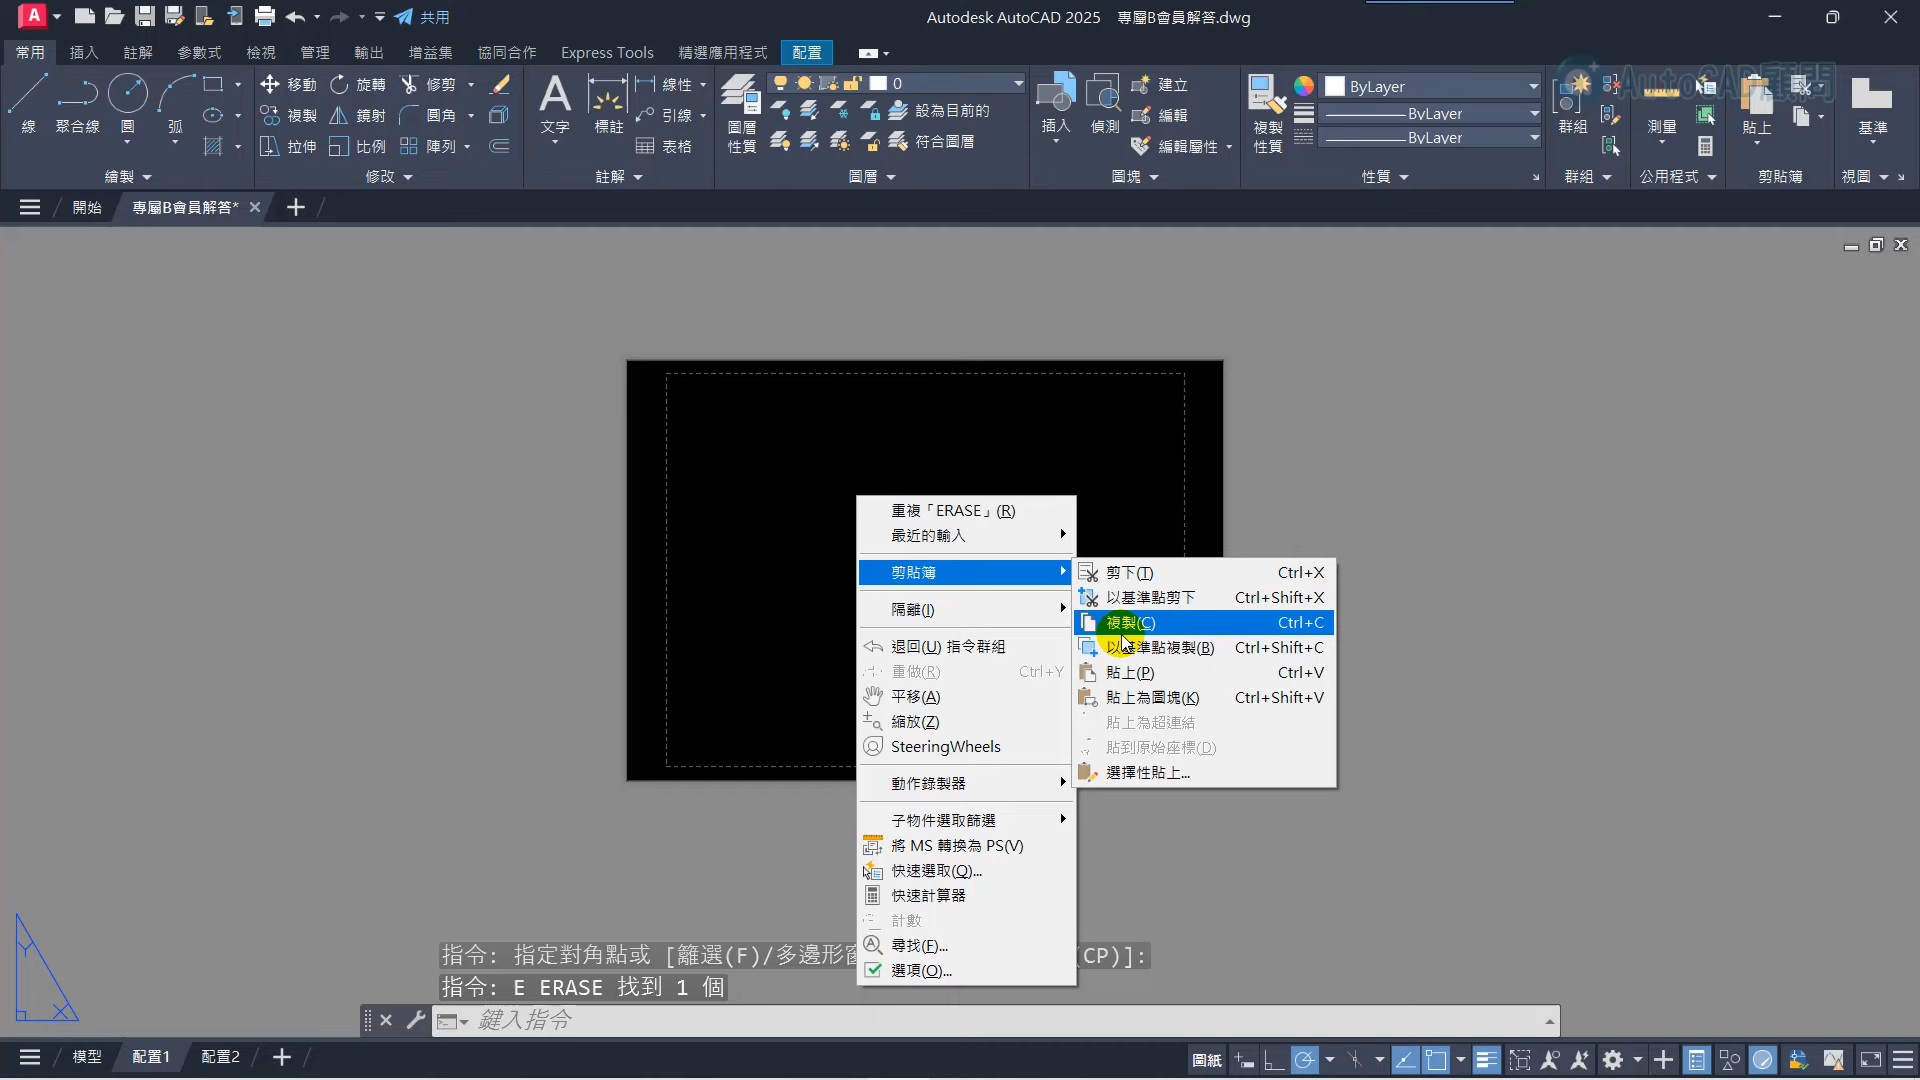 共用
Autodesk AutoCAD 2025 專屬B會員解答.dwg
常用 插入 註解 參數式 檢視 管理 輸出 增益集 協同合作 Express Tools 精選應用程式 配置
AutoCAD顧問
線 聚合線 圓 弧
移動 旋轉 修剪
複製 鏡射 圓角
拉伸 比例 陣列
文字 標註 線性
引線
表格
圖層
性質
0
設為目前的
符合圖層
插入 偵測 建立
編輯
編輯屬性
複製
性質
ByLayer
ByLayer
ByLayer
群組 測量 貼上 基準
繪製 修改 註解 圖層 圖塊 性質 群組 公用程式 剪貼簿 視圖
開始 專屬B會員解答*
重複「ERASE」(R)
最近的輸入
剪貼簿
隔離(I)
退回(U) 指令群組
重做(R) Ctrl+Y
平移(A)
縮放(Z)
SteeringWheels
動作錄製器
子物件選取篩選
將 MS 轉換為 PS(V)
快速選取(Q)...
快速計算器
計數
尋找(F)...
選項(O)...
剪下(T) Ctrl+X
以基準點剪下 Ctrl+Shift+X
複製(C) Ctrl+C
以基準點複製(B) Ctrl+Shift+C
貼上(P) Ctrl+V
貼上為圖塊(K) Ctrl+Shift+V
貼上為超連結
貼到原始座標(D)
選擇性貼上...
Y
X
指令: 指定對角點或 [籬選(F)/多邊形窗 (CP)]:
指令: E ERASE 找到 1 個
鍵入指令
模型 配置1 配置2
圖紙